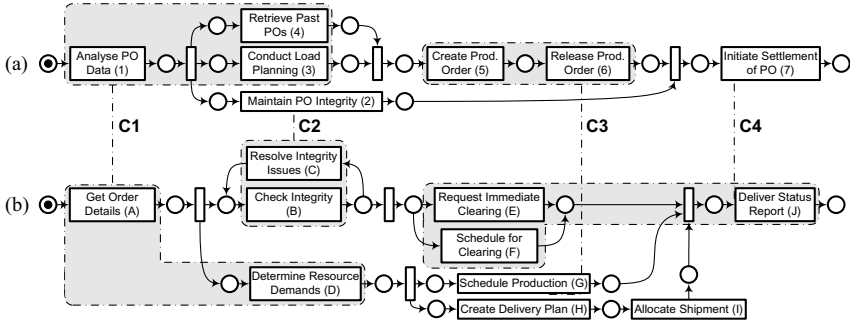 Retrieve Past
POs (4)
(a)
Analyse PO
Data (1)
Conduct Load
Planning (3)
Create Prod.
Order (5)
Release Prod.
Order (6)
Initiate Settlement
of PO (7)
Maintain PO Integrity (2)
C1
C2
C3
C4
Resolve Integrity
Issues (C)
(b)
Get Order
Details (A)
Check Integrity
(B)
Request Immediate
Clearing (E)
Deliver Status
Report (J)
Schedule for
Clearing (F)
Determine Resource
Demands (D)
Schedule Production (G)
Create Delivery Plan (H)
Allocate Shipment (I)